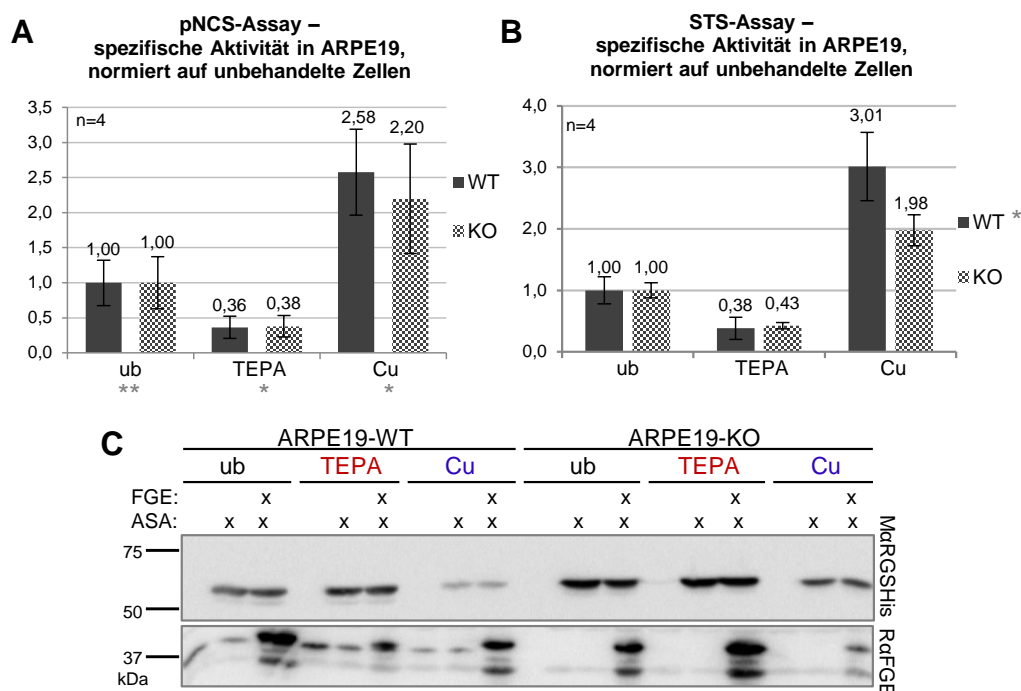 A
pNCS-Assay –
spezifische Aktivität in ARPE19,
normiert auf unbehandelte Zellen
3,5
3,0
2,5
2,0
1,5
1,0
0,5
0,0
n=4
1,00
1,00
0,36
0,38
2,58
2,20
WT
KO
ub
TEPA
Cu
**
*
*
B
STS-Assay –
spezifische Aktivität in ARPE19,
normiert auf unbehandelte Zellen
4,0
3,0
2,0
1,0
0,0
n=4
1,00
1,00
0,38
0,43
3,01
1,98
WT *
KO
ub
TEPA
Cu
C
ARPE19-WT
ARPE19-KO
ub TEPA Cu ub TEPA Cu
FGE: x x x x x x
ASA: x x x x x x x x x x x x
75
50
37
kDa
MαRGSHis
RαFGE